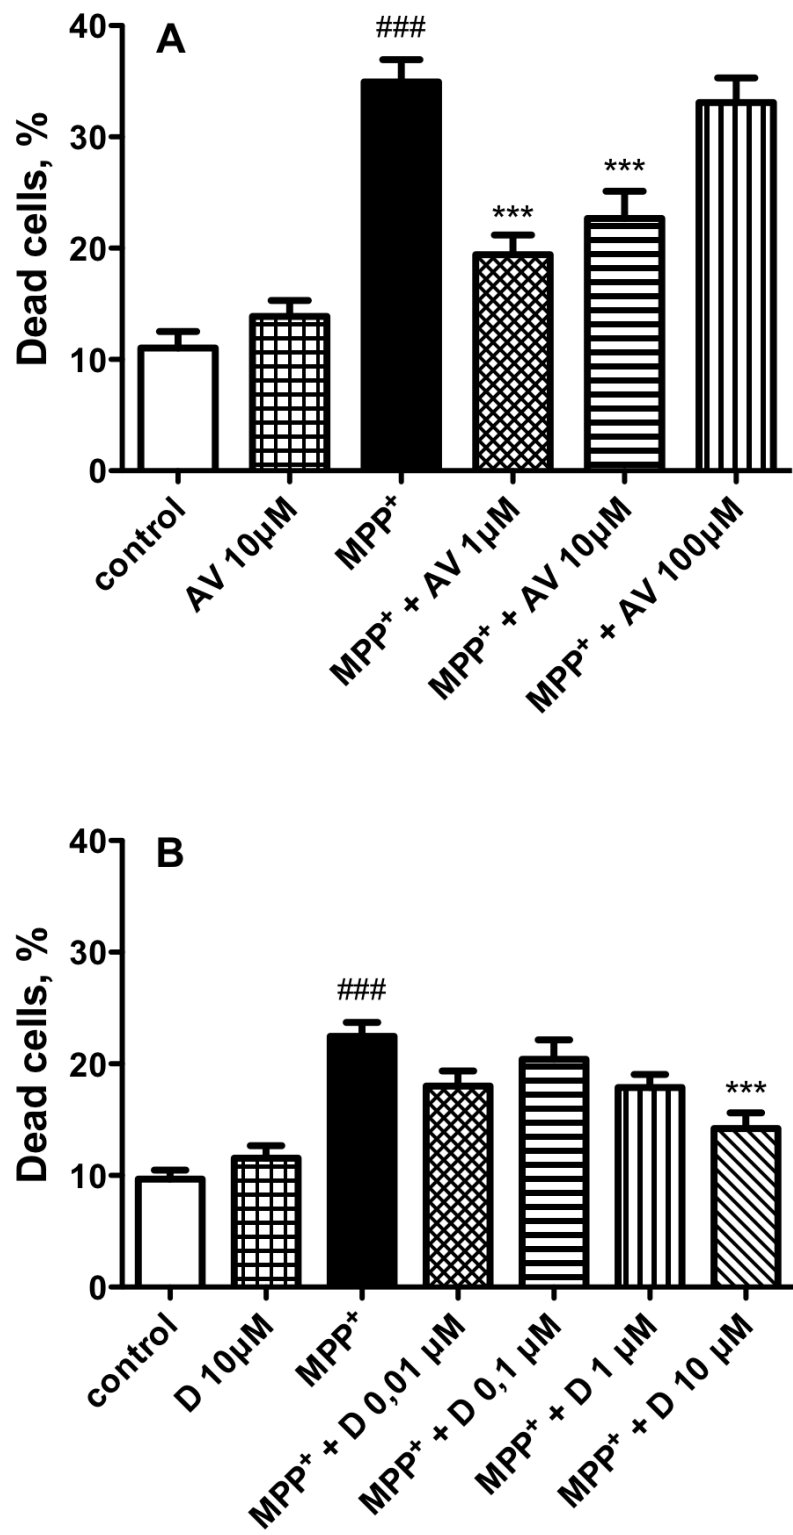 A
###
40
30
20
10
0
Dead cells, %
***
***
control
AV 10µM
MPP⁺
MPP⁺ + AV 1µM
MPP⁺ + AV 10µM
MPP⁺ + AV 100µM
B
###
40
30
20
10
0
Dead cells, %
***
control
D 10µM
MPP⁺
MPP⁺ + D 0,01 µM
MPP⁺ + D 0,1 µM
MPP⁺ + D 1 µM
MPP⁺ + D 10 µM